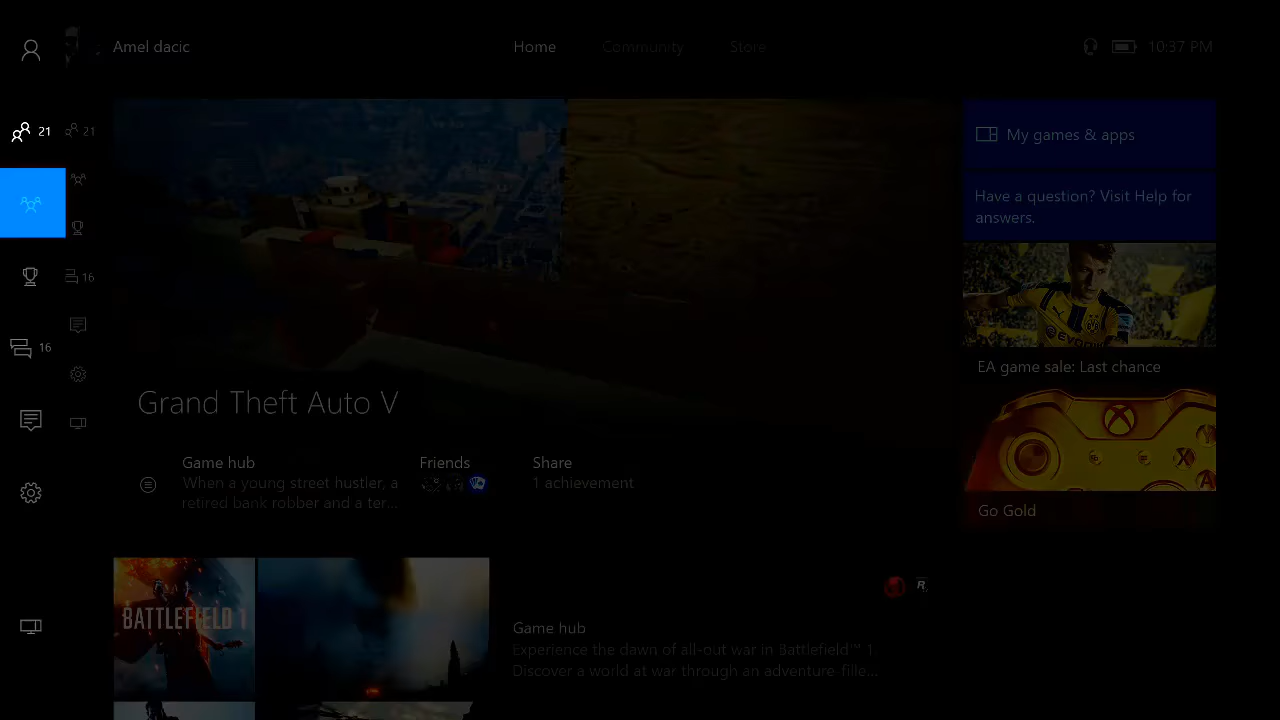 Amel dacic
Home
Community
Store
10:37 PM
21
21
16
16
My games & apps
Have a question? Visit Help for
answers.
EA game sale: Last chance
Go Gold
Grand Theft Auto V
Game hub
When a young street hustler, a
retired bank robber and a ter...
Friends
Share
1 achievement
BATTLEFIELD 1
Game hub
Experience the dawn of all-out war in Battlefield™ 1.
Discover a world at war through an adventure-fille...